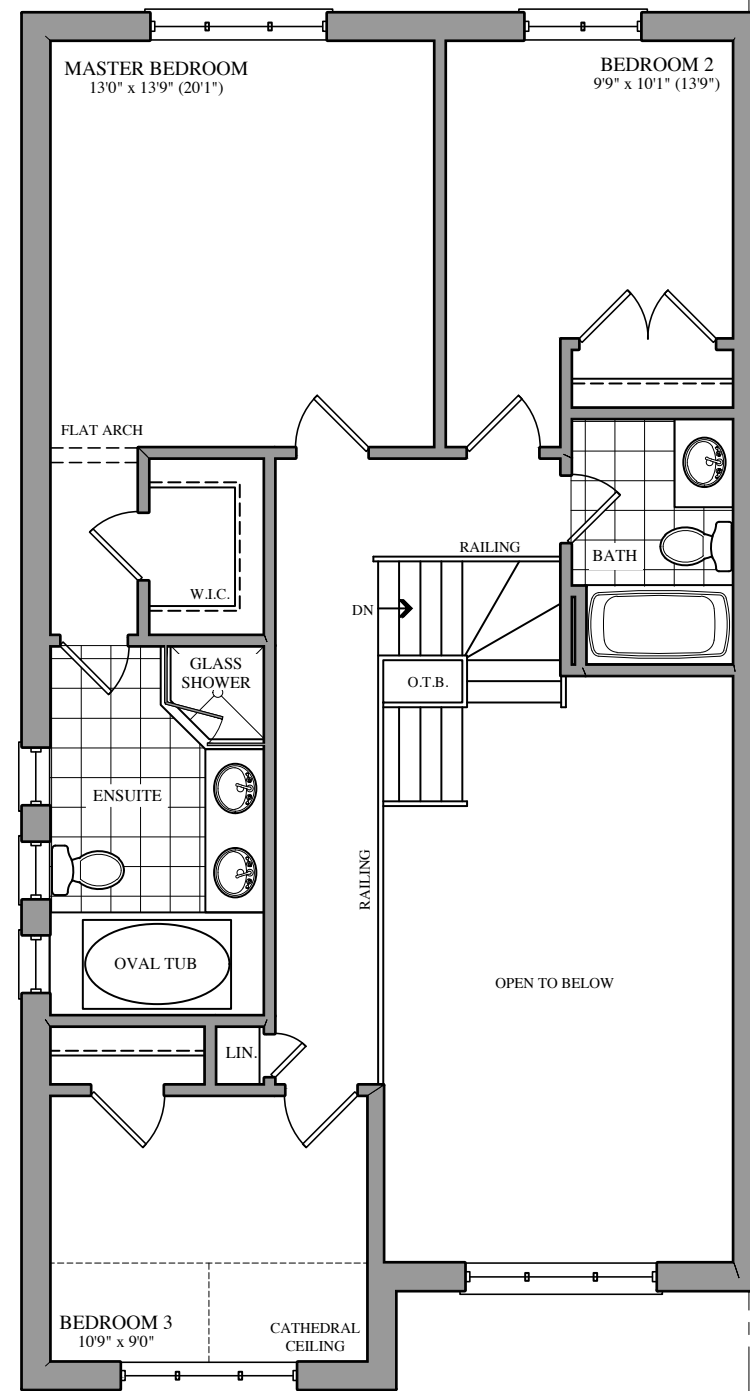 MASTER BEDROOM
13'0" x 13'9" (20'1")
BEDROOM 2
9'9" x 10'1" (13'9")
FLAT ARCH
RAILING
BATH
W.I.C.
DN
GLASS
SHOWER
O.T.B.
ENSUITE
RAILING
OVAL TUB
OPEN TO BELOW
LIN.
BEDROOM 3
10'9" x 9'0"
CATHEDRAL
CEILING